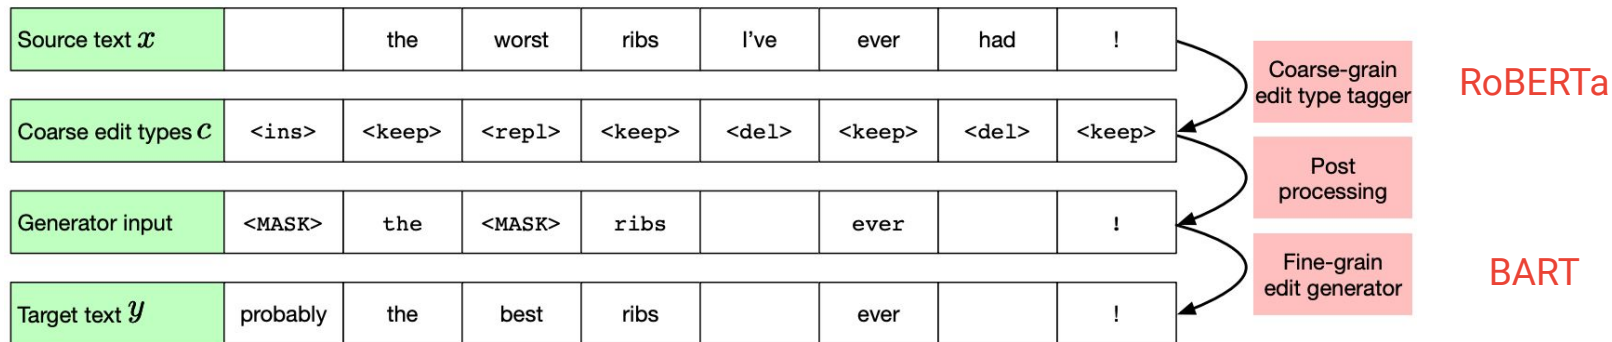 Source text x the worst ribs I've ever had !
Coarse-grain
edit type tagger
RoBERTa
Coarse edit types c <ins> <keep> <repl> <keep> <del> <keep> <del> <keep>
Post
processing
Generator input <MASK> the <MASK> ribs ever !
Fine-grain
edit generator
BART
Target text y probably the best ribs ever !